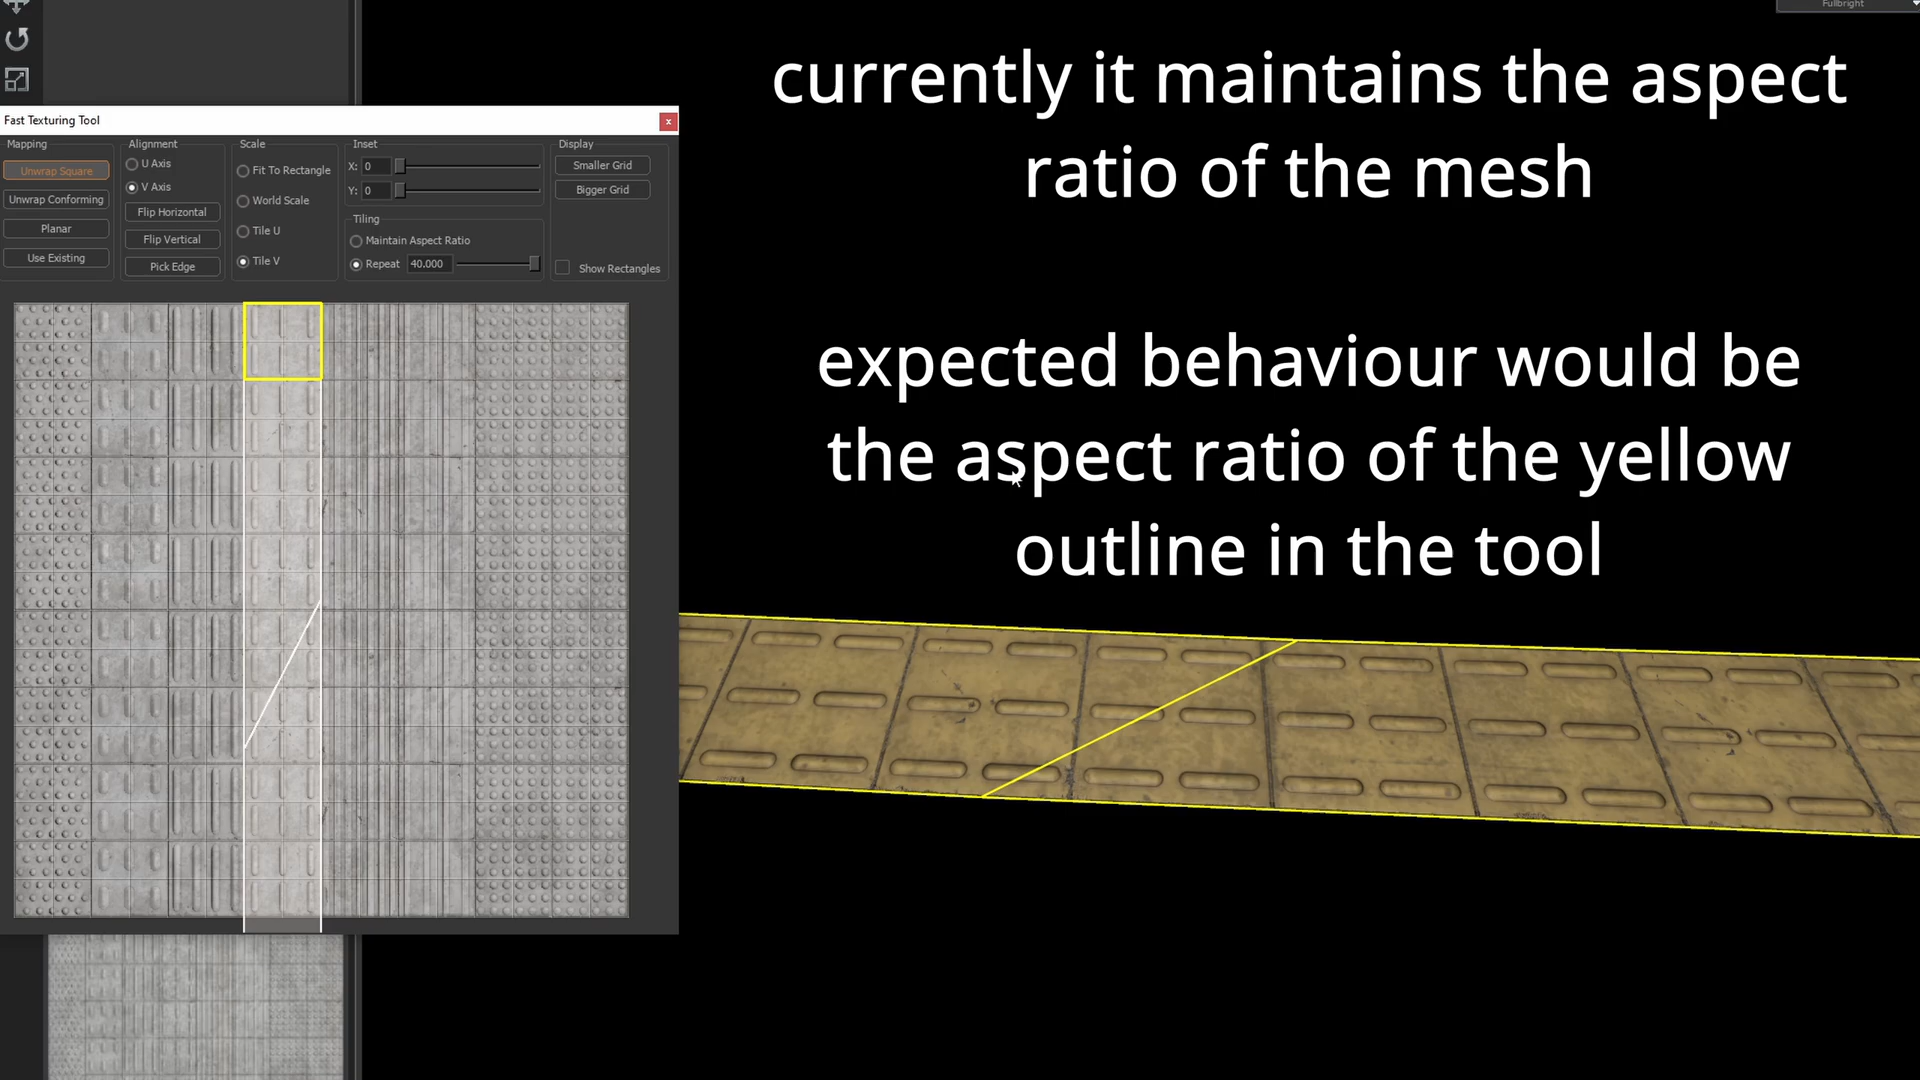 Fullbright
currently it maintains the aspect
ratio of the mesh
expected behaviour would be
the aspect ratio of the yellow
outline in the tool
Fast Texturing Tool
x
Mapping
Unwrap Square
Unwrap Conforming
Planar
Use Existing
Alignment
U Axis
V Axis
Flip Horizontal
Flip Vertical
Pick Edge
Scale
Fit To Rectangle
World Scale
Tile U
Tile V
Inset
X: 0
Y: 0
Tiling
Maintain Aspect Ratio
Repeat 40.000
Display
Smaller Grid
Bigger Grid
Show Rectangles